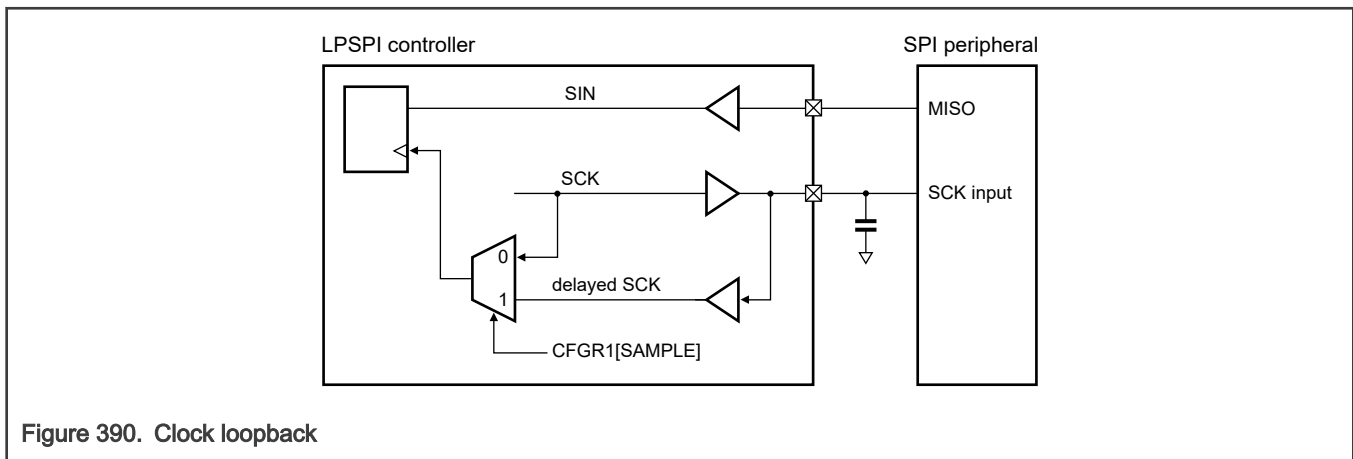 LPSPI controller
SPI peripheral
SIN
MISO
SCK
SCK input
0
delayed SCK
1
CFGR1[SAMPLE]
Figure 390. Clock loopback